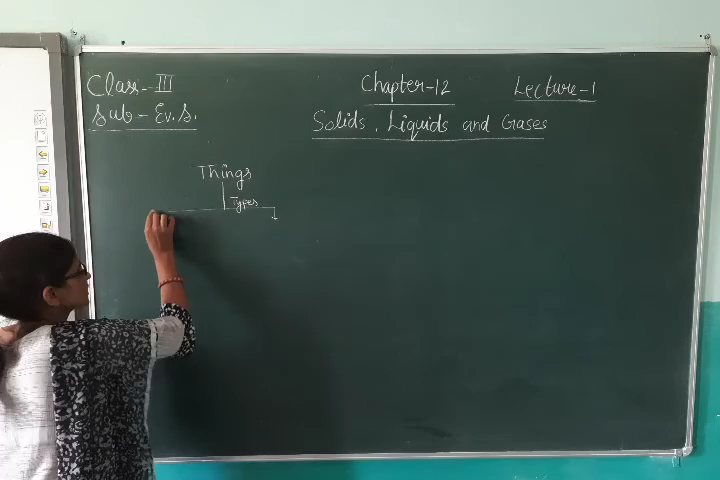 Class-III
Chapter-12
Lecture-1
Sub-Ev.S.
Solids, Liquids and Gases
Things
Types